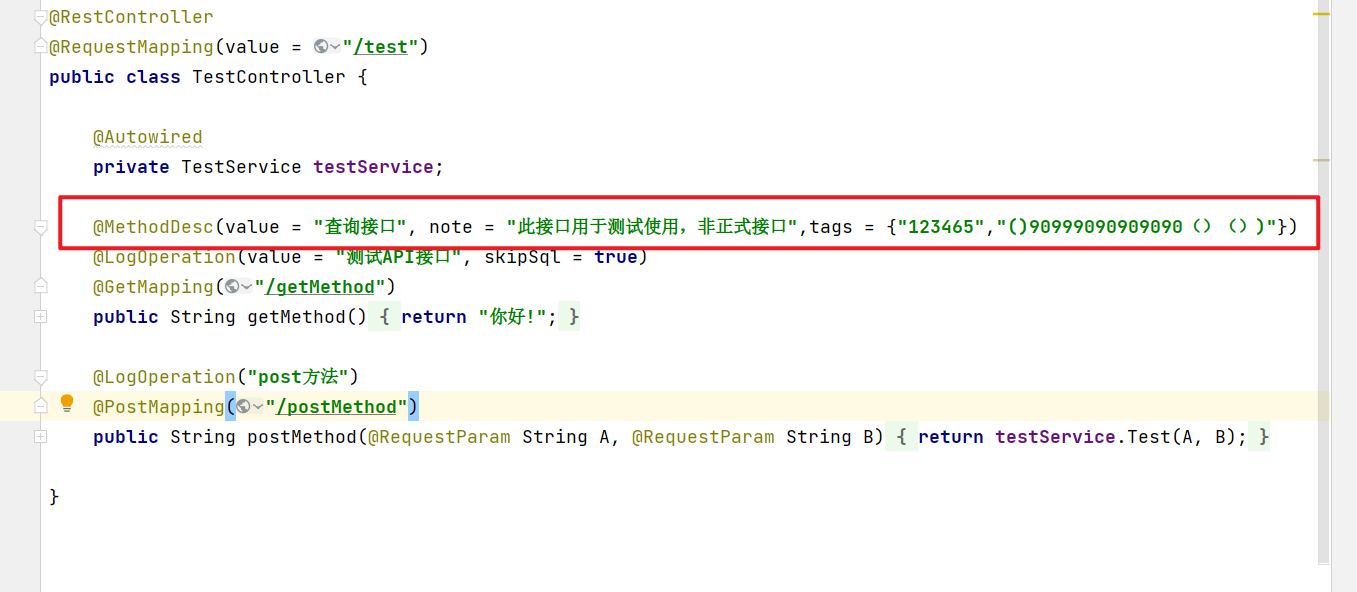 @RestController
@RequestMapping(value = "/test")
public class TestController {
@Autowired
private TestService testService;
@MethodDesc(value = "查询接口", note = "此接口用于测试使用，非正式接口",tags = {"123465","()90999090909090（）（）)"})
@LogOperation(value = "测试API接口", skipSql = true)
@GetMapping("/getMethod")
public String getMethod() { return "你好!"; }
@LogOperation("post方法")
@PostMapping("/postMethod")
public String postMethod(@RequestParam String A, @RequestParam String B) { return testService.Test(A, B); }
}